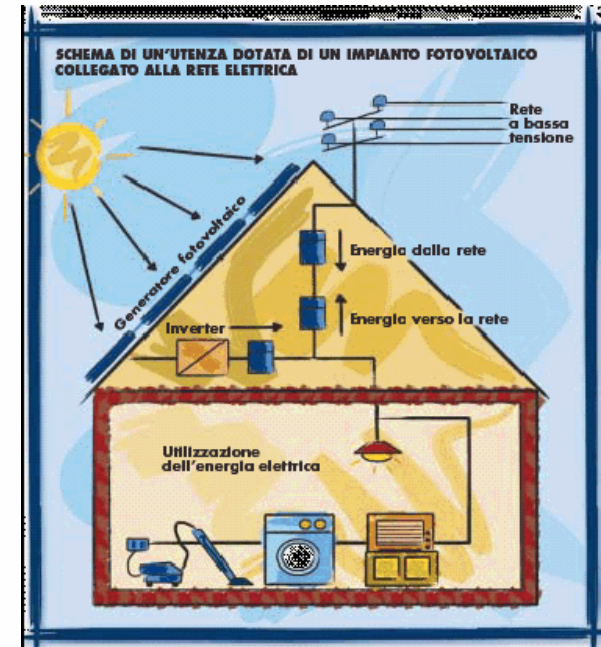 SCHEMA DI UN'UTENZA DOTATA DI UN IMPIANTO FOTOVOLTAICO
COLLEGATO ALLA RETE ELETTRICA
Rete
a bassa
tensione
Generatore fotovoltaico
Energia dalla rete
Energia verso la rete
Inverter
Utilizzazione
dell'energia elettrica